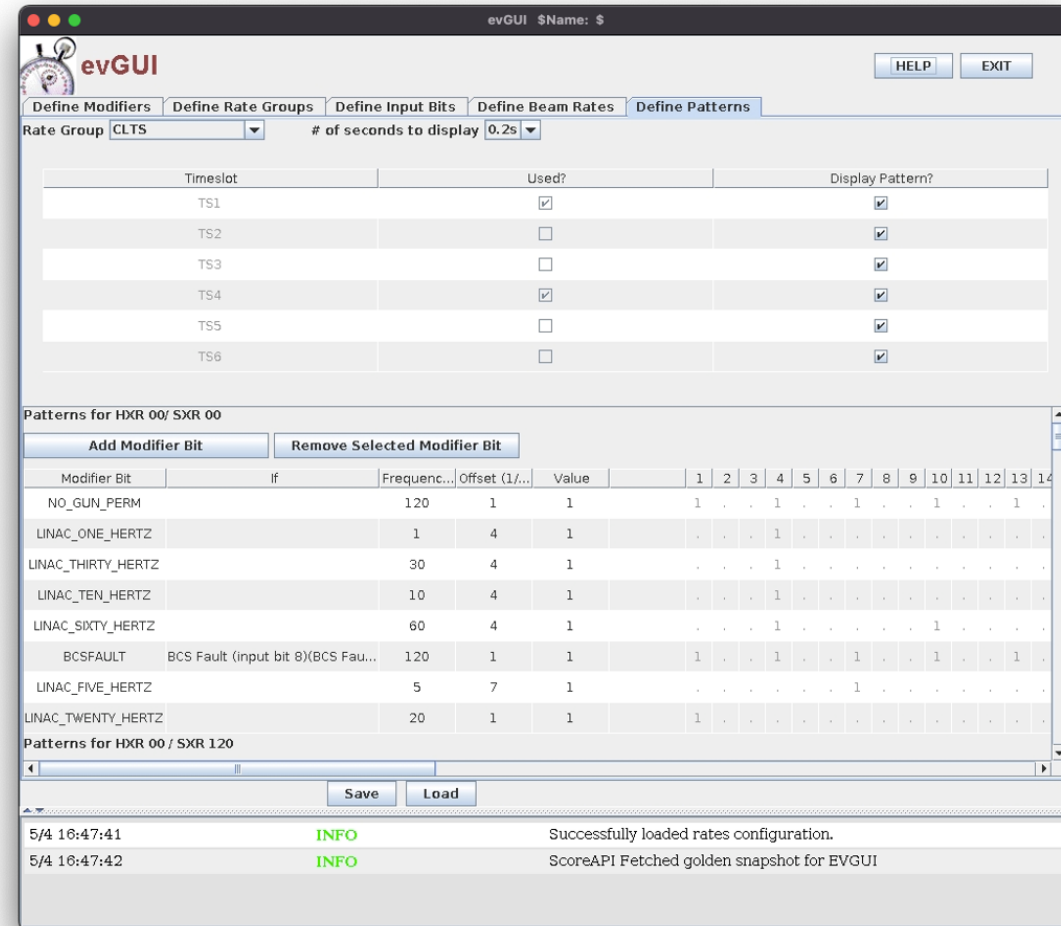 evGUI $Name: $
evGUI
HELP EXIT
Define Modifiers Define Rate Groups Define Input Bits Define Beam Rates Define Patterns
Rate Group CLTS # of seconds to display 0.2s
Timeslot Used? Display Pattern?
TS1
TS2
TS3
TS4
TS5
TS6
Patterns for HXR 00/ SXR 00
Add Modifier Bit Remove Selected Modifier Bit
Modifier Bit If Frequenc... Offset (1/... Value 1 2 3 4 5 6 7 8 9 10 11 12 13 14
NO_GUN_PERM 120 1 1 1 . . 1 . . 1 . . 1 . . 1 .
LINAC_ONE_HERTZ 1 4 1 . . . 1 . . . . . . . . . .
LINAC_THIRTY_HERTZ 30 4 1 . . . 1 . . . . . . . . . .
LINAC_TEN_HERTZ 10 4 1 . . . 1 . . . . . . . . . .
LINAC_SIXTY_HERTZ 60 4 1 . . . 1 . . . . . 1 . . . .
BCSFAULT BCS Fault (input bit 8)(BCS Fau... 120 1 1 1 . . 1 . . 1 . . 1 . . 1 .
LINAC_FIVE_HERTZ 5 7 1 . . . . . . 1 . . . . . . .
LINAC_TWENTY_HERTZ 20 1 1 1 . . . . . . . . . . . . .
Patterns for HXR 00 / SXR 120
Save Load
5/4 16:47:41 INFO Successfully loaded rates configuration.
5/4 16:47:42 INFO ScoreAPI Fetched golden snapshot for EVGUI